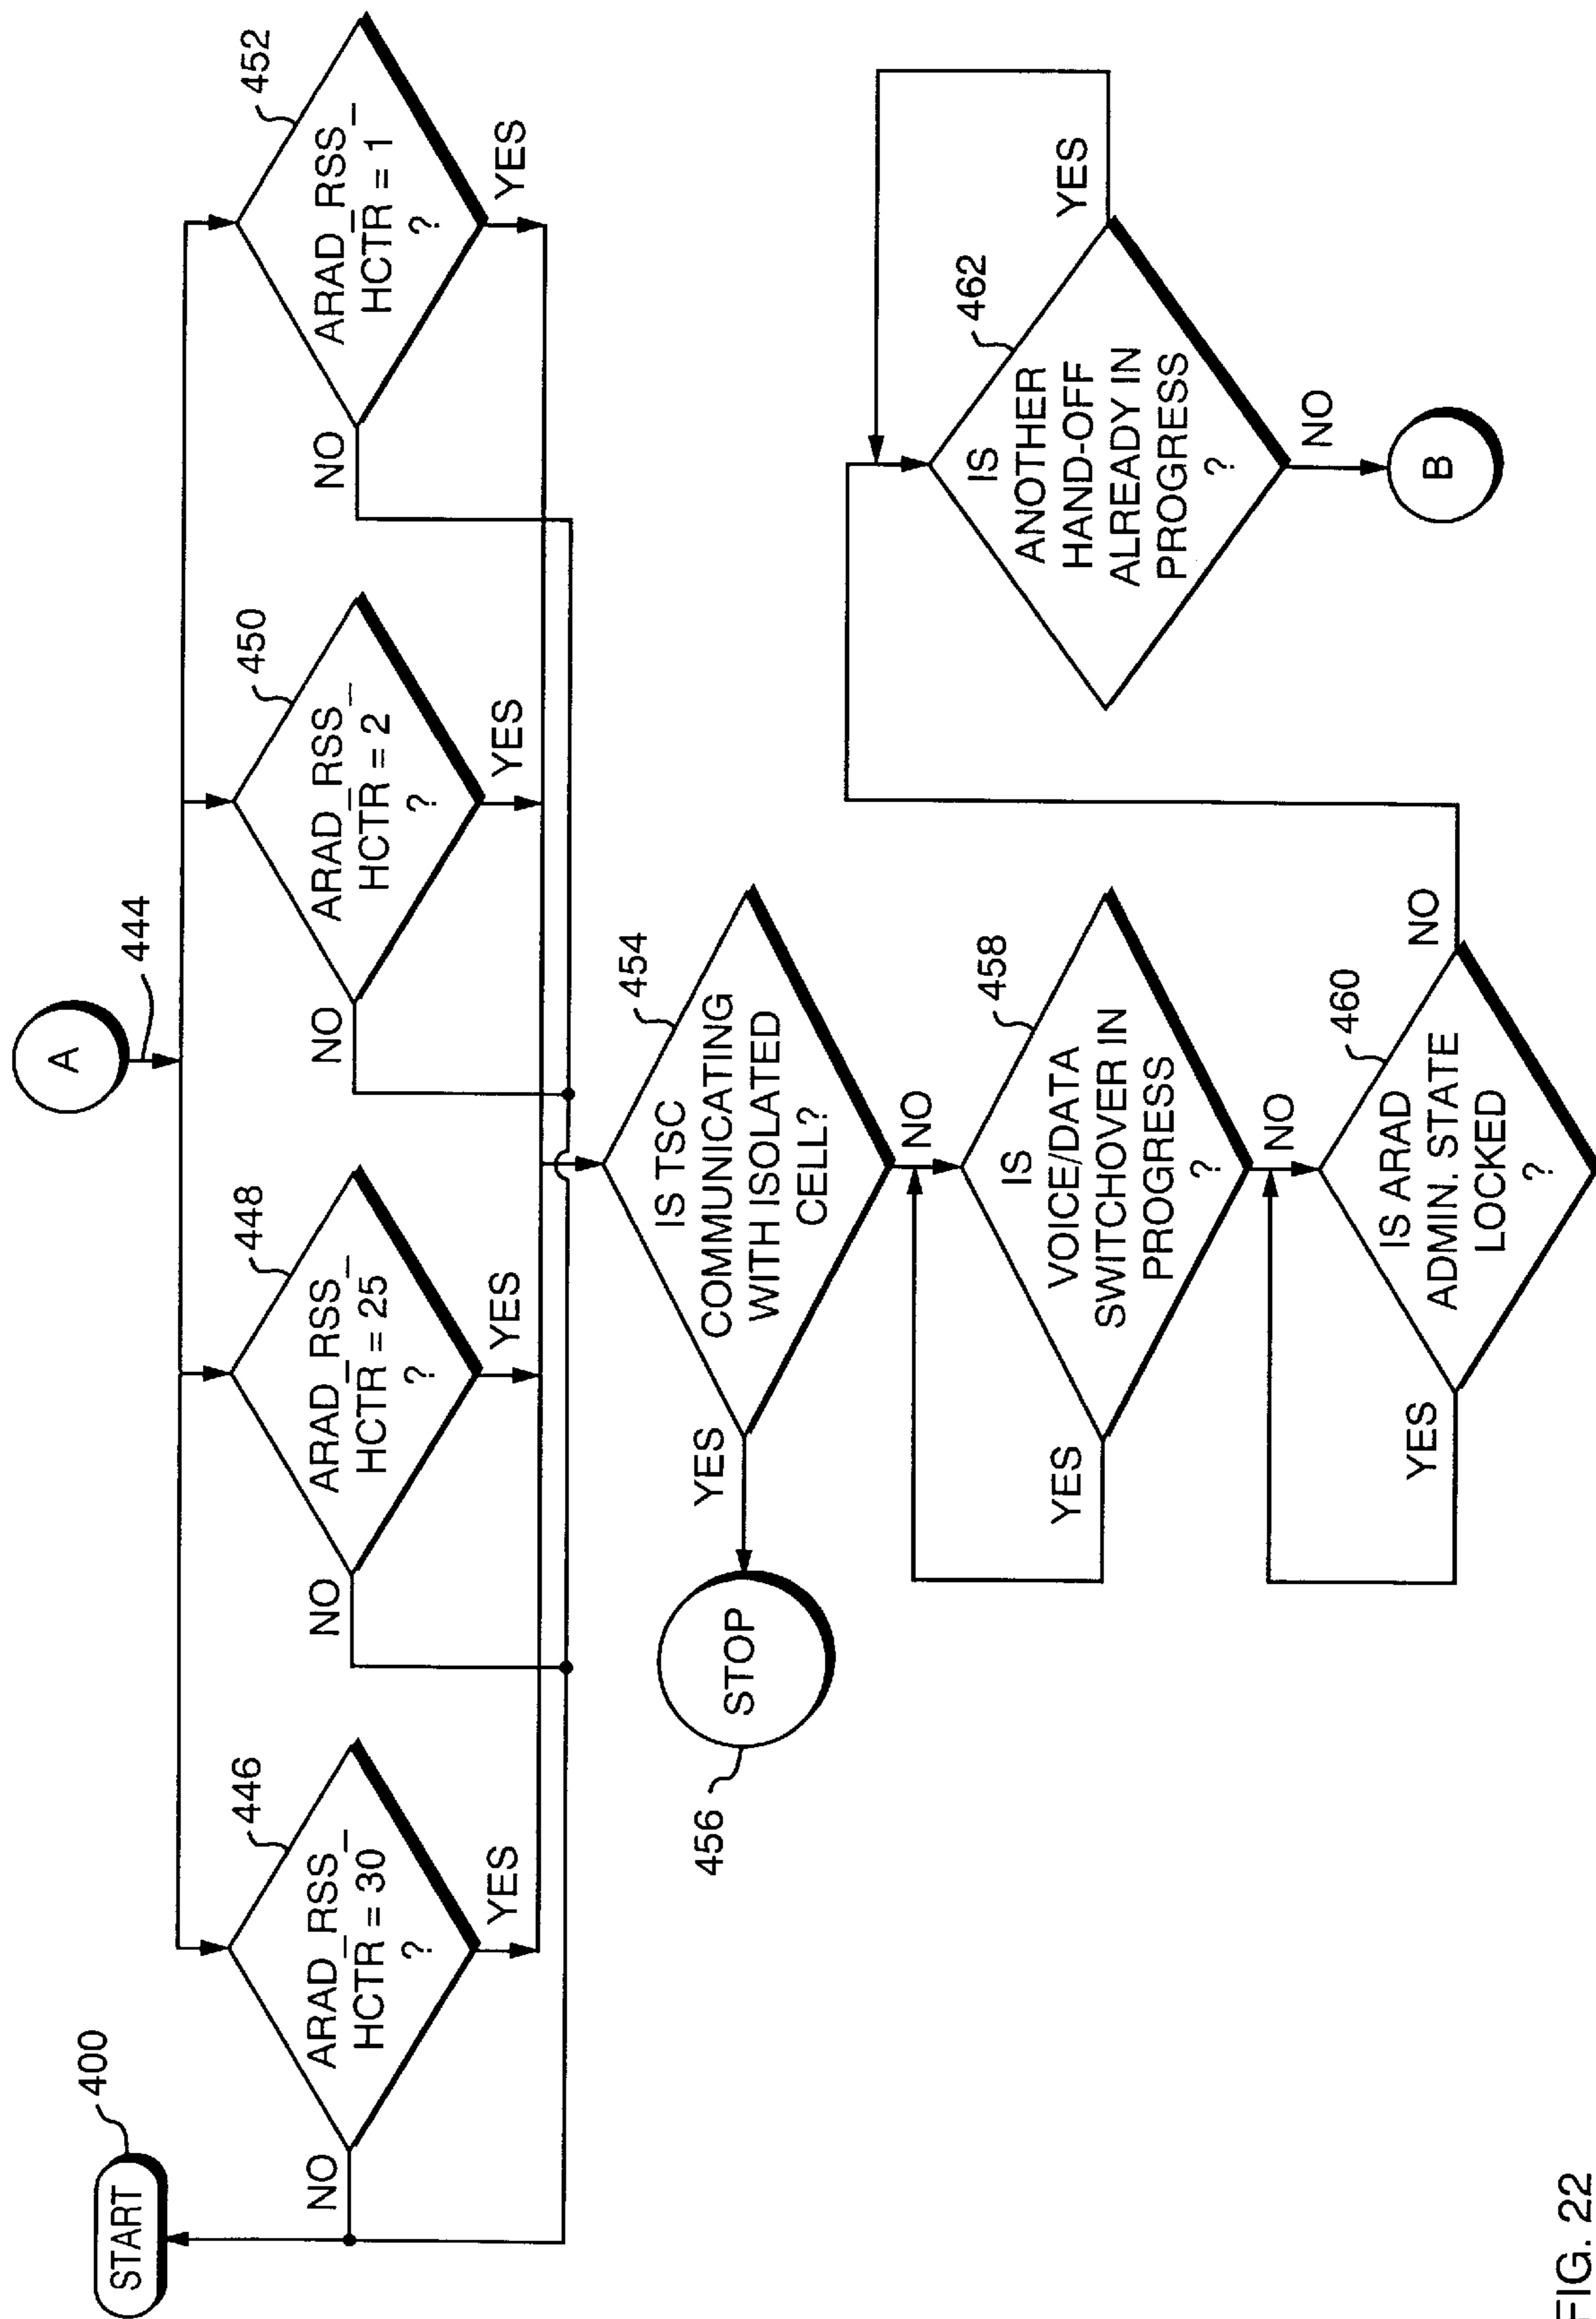 A
444
START
400
446
ARAD_RSS_
HCTR = 30
?
NO
YES
448
ARAD_RSS_
HCTR = 25
?
NO
YES
450
ARAD_RSS_
HCTR = 2
?
NO
YES
452
ARAD_RSS_
HCTR = 1
?
NO
YES
454
IS TSC
COMMUNICATING
WITH ISOLATED
CELL?
YES
NO
STOP
456
458
IS
VOICE/DATA
SWITCHOVER IN
PROGRESS
?
YES
NO
460
IS ARAD
ADMIN. STATE
LOCKED
?
YES
NO
462
IS
ANOTHER
HAND-OFF
ALREADY IN
PROGRESS
?
YES
NO
B
FIG. 22